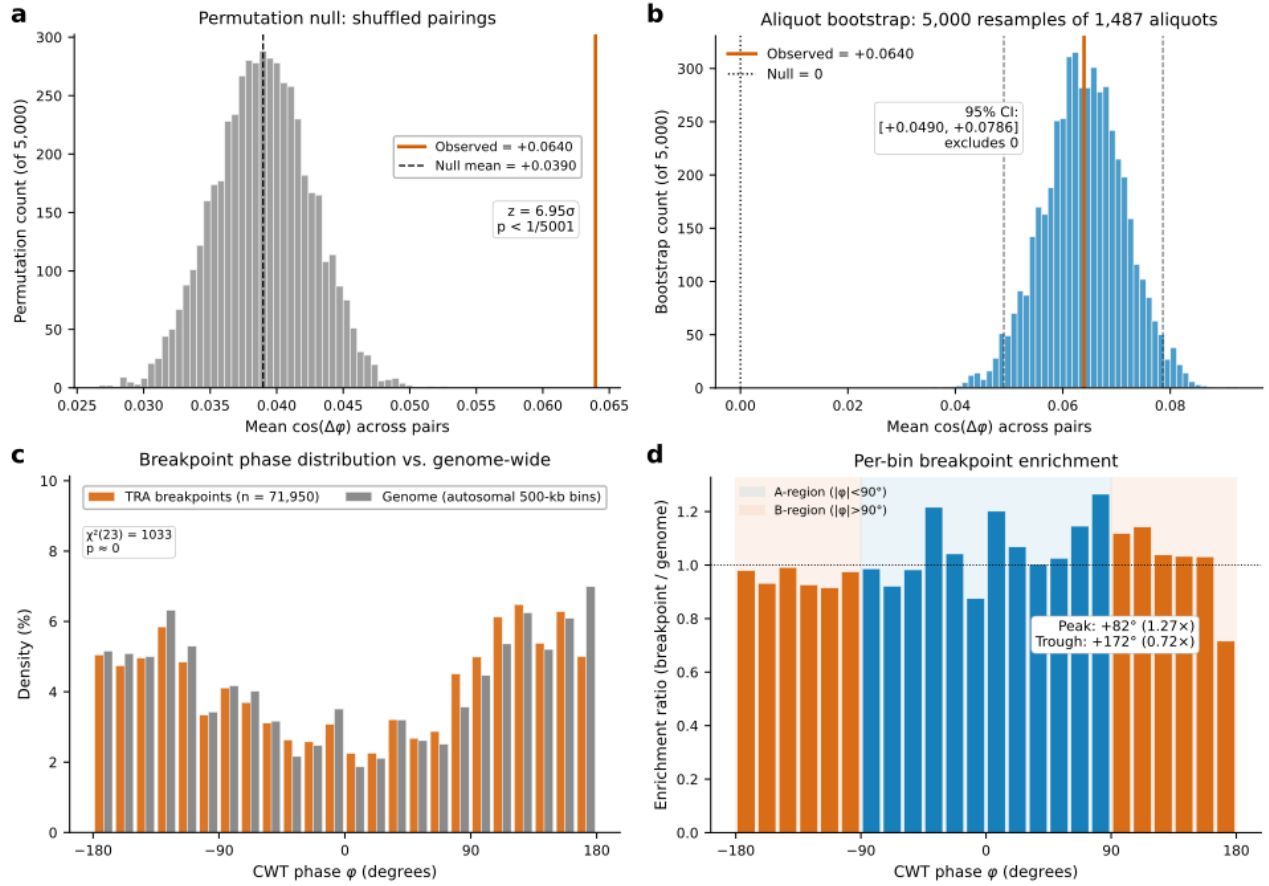 a
Permutation null: shuffled pairings
300
250
200
150
100
50
0
Permutation count (of 5,000)
Observed = +0.0640
Null mean = +0.0390
z = 6.95σ
p < 1/5001
0.025
0.030
0.035
0.040
0.045
0.050
0.055
0.060
0.065
Mean cos(Δφ) across pairs
b
Aliquot bootstrap: 5,000 resamples of 1,487 aliquots
300
250
200
150
100
50
0
Bootstrap count (of 5,000)
Observed = +0.0640
Null = 0
95% CI:
[+0.0490, +0.0786]
excludes 0
0.00
0.02
0.04
0.06
0.08
Mean cos(Δφ) across pairs
c
Breakpoint phase distribution vs. genome-wide
10
8
6
4
2
0
Density (%)
TRA breakpoints (n = 71,950)
Genome (autosomal 500-kb bins)
χ²(23) = 1033
p ≈ 0
−180
−90
0
90
180
CWT phase φ (degrees)
d
Per-bin breakpoint enrichment
1.2
1.0
0.8
0.6
0.4
0.2
0.0
Enrichment ratio (breakpoint / genome)
A-region (|φ|<90°)
B-region (|φ|>90°)
Peak: +82° (1.27×)
Trough: +172° (0.72×)
−180
−90
0
90
180
CWT phase φ (degrees)